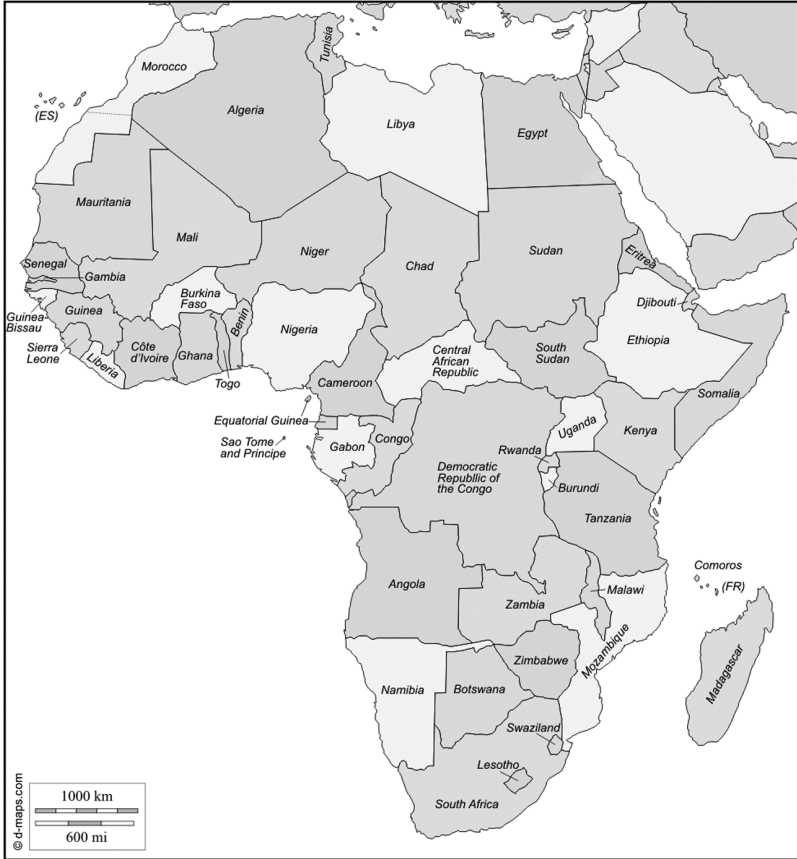 Tunisia
Morocco
(ES)
Algeria
Libya
Egypt
Mauritania
Mali
Niger
Chad
Sudan
Eritrea
Senegal
Gambia
Burkina
Faso
Djibouti
Guinea
Guinea-
Bissau
Sierra
Leone
Liberia
Côte
d'Ivoire
Ghana
Benin
Togo
Nigeria
Ethiopia
Central
African
Republic
South
Sudan
Cameroon
Somalia
Equatorial Guinea
Sao Tome
and Principe
Gabon
Congo
Uganda
Kenya
Rwanda
Democratic
Republlic of
the Congo
Burundi
Tanzania
Comoros
(FR)
Angola
Malawi
Zambia
Mozambique
Madagascar
Zimbabwe
Namibia
Botswana
Swaziland
Lesotho
South Africa
1000 km
600 mi
© d-maps.com